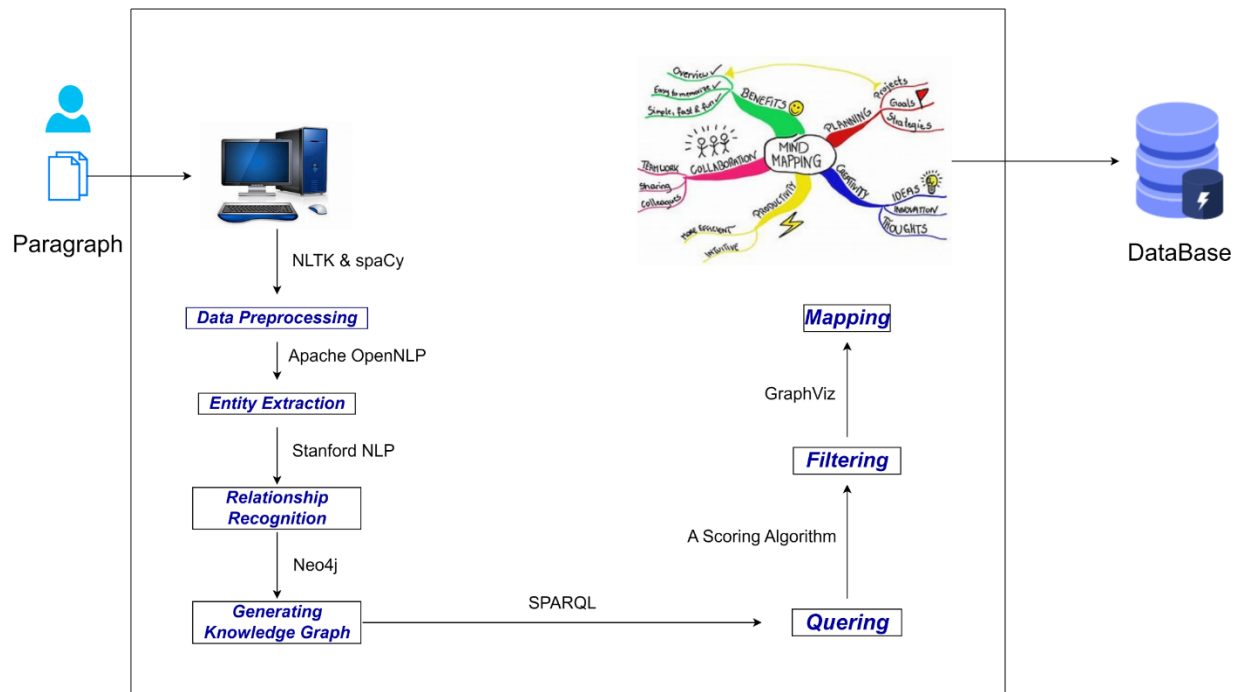 Paragraph
NLTK & spaCy
Data Preprocessing
Apache OpenNLP
Entity Extraction
Stanford NLP
Relationship
Recognition
Neo4j
Generating
Knowledge Graph
SPARQL
Quering
A Scoring Algorithm
Filtering
GraphViz
Mapping
MIND
MAPPING
BENEFITS
Overview ✓
Easy to memorize ✓
Simple, fast & fun ✓
PLANNING
Projects
Goals
Strategies
COLLABORATION
TEAMWORK
Sharing
Colleagues
PRODUCTIVITY
MORE EFFICIENT
INTUITIVE
CREATIVITY
IDEAS
INNOVATION
THOUGHTS
DataBase